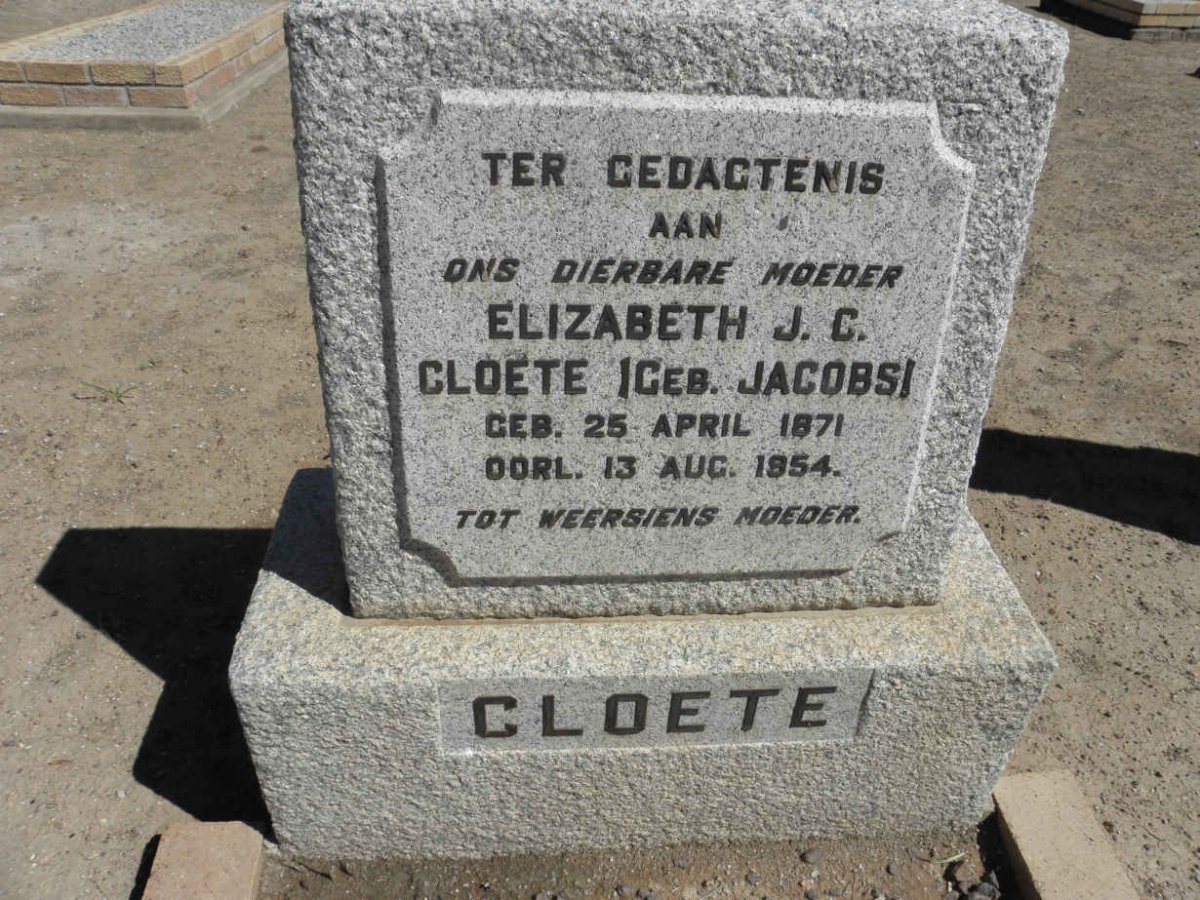 TER GEDAGTENIS
AAN
ONS DIERBARE MOEDER
ELIZABETH J. C.
CLOETE (GEB. JACOBS)
GEB. 25 APRIL 1871
OORL. 13 AUG. 1954.
TOT WEERSIENS MOEDER.
CLOETE